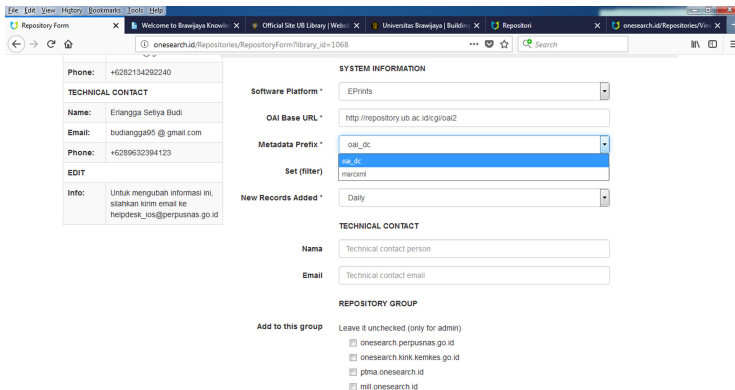 File Edit View History Bookmarks Tools Help
Repository Form
Welcome to Brawijaya Knowle
Official Site UB Library | Websi
Universitas Brawijaya | Building
Repositori
onesearch.id/Repositories/Vie
onesearch.id/Repositories/RepositoryForm?library_id=1068
Search
Phone: +6282134292240
TECHNICAL CONTACT
Name: Erlangga Setiya Budi
Email: budiangga95 @ gmail.com
Phone: +6289632394123
EDIT
Info: Untuk mengubah informasi ini,
silahkan kirim email ke
helpdesk_ios@perpusnas.go.id
SYSTEM INFORMATION
Software Platform * EPrints
OAI Base URL * http://repository.ub.ac.id/cgi/oai2
Metadata Prefix * oai_dc
oai_dc
marcxml
Set (filter)
New Records Added * Daily
TECHNICAL CONTACT
Nama Technical contact person
Email Technical contact email
REPOSITORY GROUP
Add to this group Leave it unchecked (only for admin)
onesearch.perpusnas.go.id
onesearch.kink.kemkes.go.id
ptma.onesearch.id
mill.onesearch.id